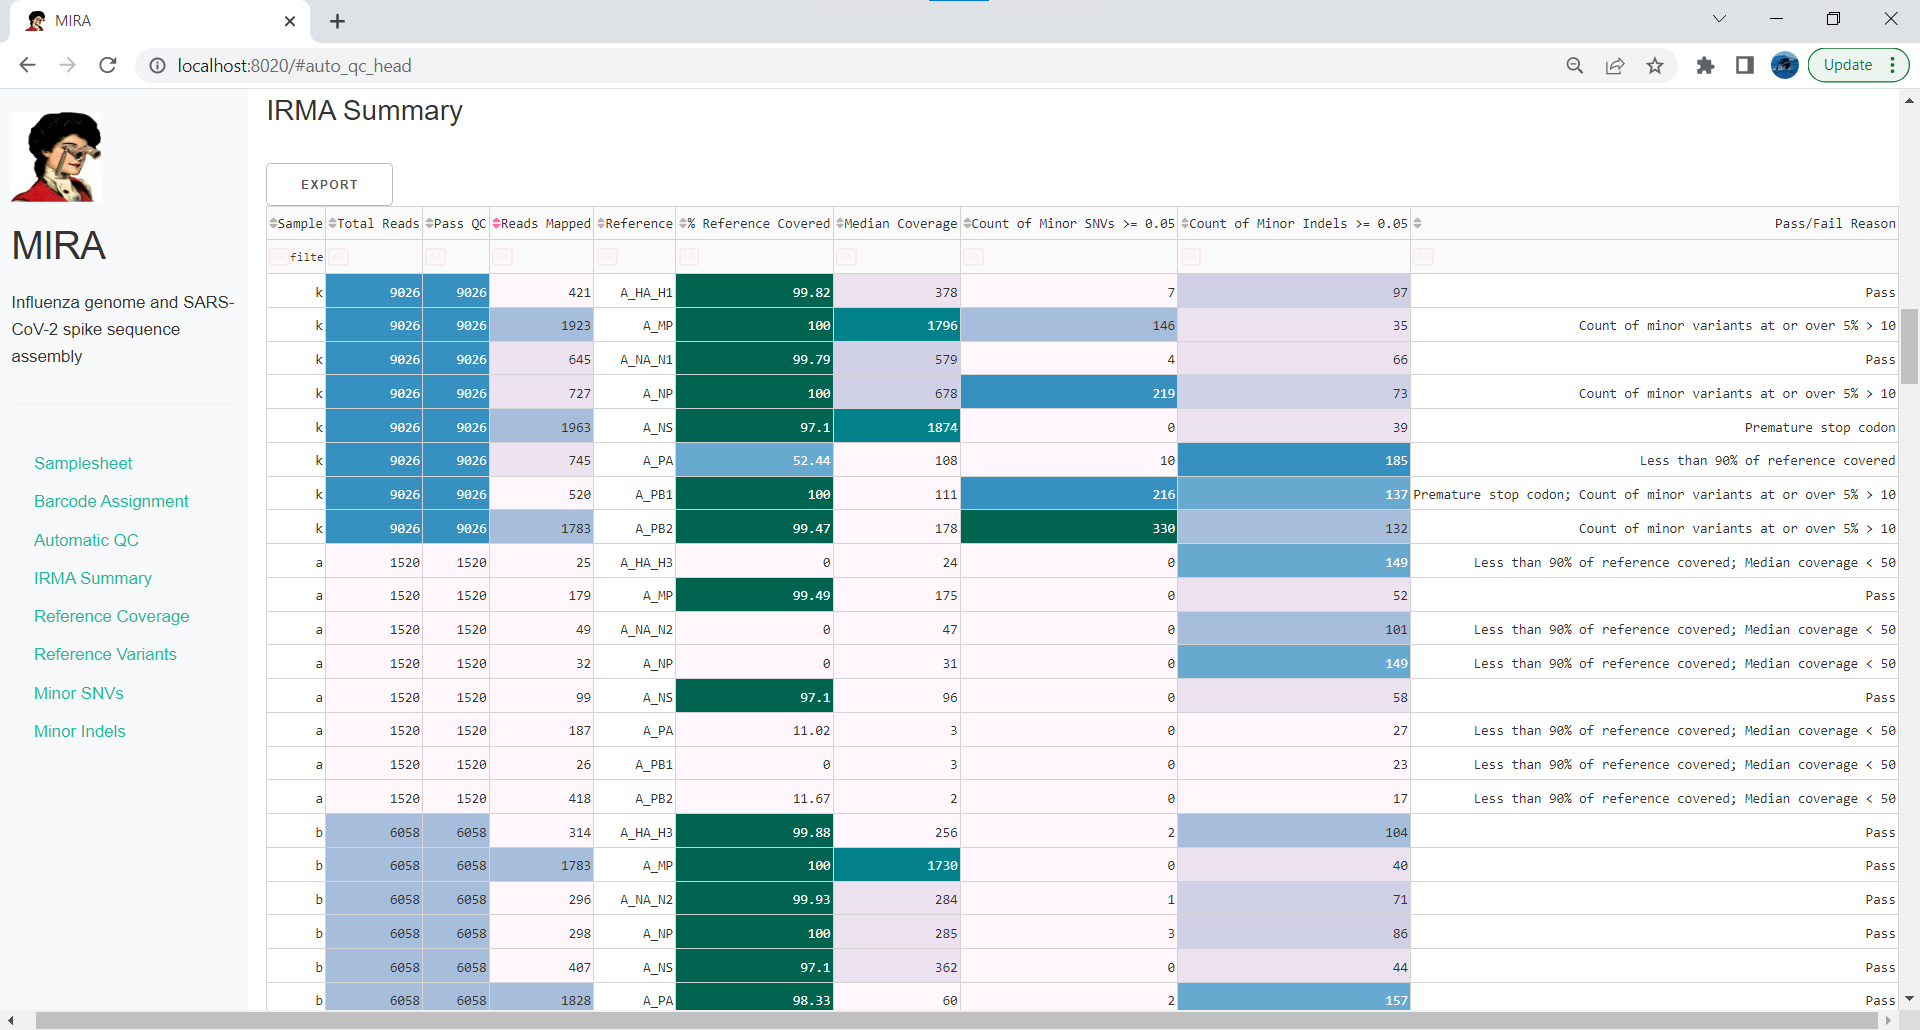 MIRA
localhost:8020/#auto_qc_head
Update
MIRA
Influenza genome and SARS-
CoV-2 spike sequence
assembly
Samplesheet
Barcode Assignment
Automatic QC
IRMA Summary
Reference Coverage
Reference Variants
Minor SNVs
Minor Indels
IRMA Summary
EXPORT
Sample Total Reads Pass QC Reads Mapped Reference % Reference Covered Median Coverage Count of Minor SNVs >= 0.05 Count of Minor Indels >= 0.05 Pass/Fail Reason
Aa filte Aa Aa Aa Aa Aa Aa Aa Aa Aa
k 9026 9026 421 A_HA_H1 99.82 378 7 97 Pass
k 9026 9026 1923 A_MP 100 1796 146 35 Count of minor variants at or over 5% > 10
k 9026 9026 645 A_NA_N1 99.79 579 4 66 Pass
k 9026 9026 727 A_NP 100 678 219 73 Count of minor variants at or over 5% > 10
k 9026 9026 1963 A_NS 97.1 1874 0 39 Premature stop codon
k 9026 9026 745 A_PA 52.44 108 10 185 Less than 90% of reference covered
k 9026 9026 520 A_PB1 100 111 216 137 Premature stop codon; Count of minor variants at or over 5% > 10
k 9026 9026 1783 A_PB2 99.47 178 330 132 Count of minor variants at or over 5% > 10
a 1520 1520 25 A_HA_H3 0 24 0 149 Less than 90% of reference covered; Median coverage < 50
a 1520 1520 179 A_MP 99.49 175 0 52 Pass
a 1520 1520 49 A_NA_N2 0 47 0 101 Less than 90% of reference covered; Median coverage < 50
a 1520 1520 32 A_NP 0 31 0 149 Less than 90% of reference covered; Median coverage < 50
a 1520 1520 99 A_NS 97.1 96 0 58 Pass
a 1520 1520 187 A_PA 11.02 3 0 27 Less than 90% of reference covered; Median coverage < 50
a 1520 1520 26 A_PB1 0 3 0 23 Less than 90% of reference covered; Median coverage < 50
a 1520 1520 418 A_PB2 11.67 2 0 17 Less than 90% of reference covered; Median coverage < 50
b 6058 6058 314 A_HA_H3 99.88 256 2 104 Pass
b 6058 6058 1783 A_MP 100 1730 0 40 Pass
b 6058 6058 296 A_NA_N2 99.93 284 1 71 Pass
b 6058 6058 298 A_NP 100 285 3 86 Pass
b 6058 6058 407 A_NS 97.1 362 0 44 Pass
b 6058 6058 1828 A_PA 98.33 60 2 157 Pass